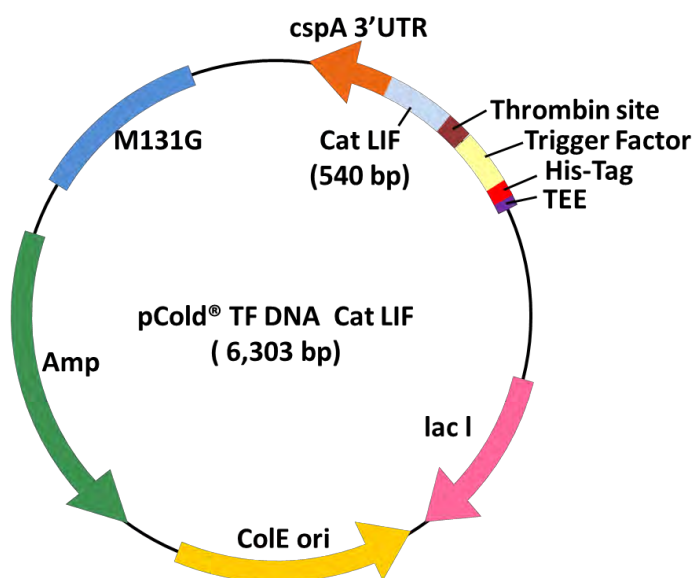 cspA 3’UTR
Thrombin site
M131G
Cat LIF
(540 bp)
Trigger Factor
His-Tag
TEE
pCold® TF DNA Cat LIF
( 6,303 bp)
Amp
lac l
ColE ori